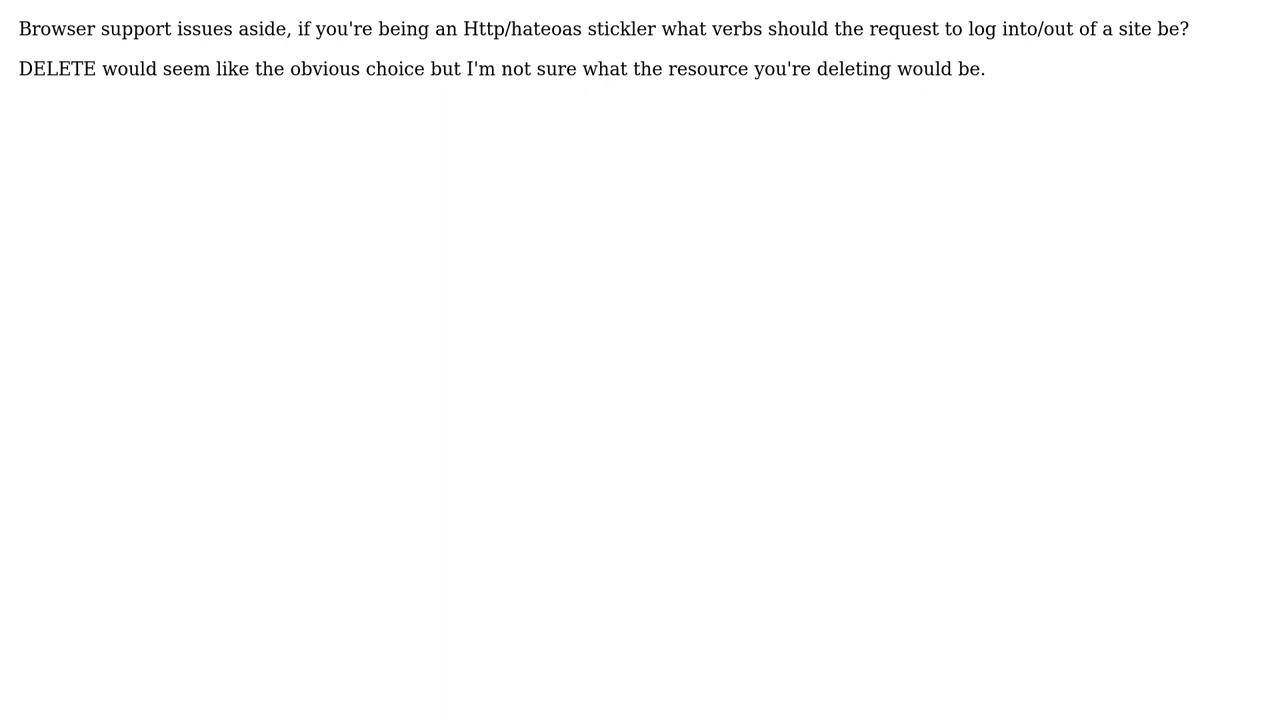 Browser support issues aside, if you're being an Http/hateoas stickler what verbs should the request to log into/out of a site be?
DELETE would seem like the obvious choice but I'm not sure what the resource you're deleting would be.